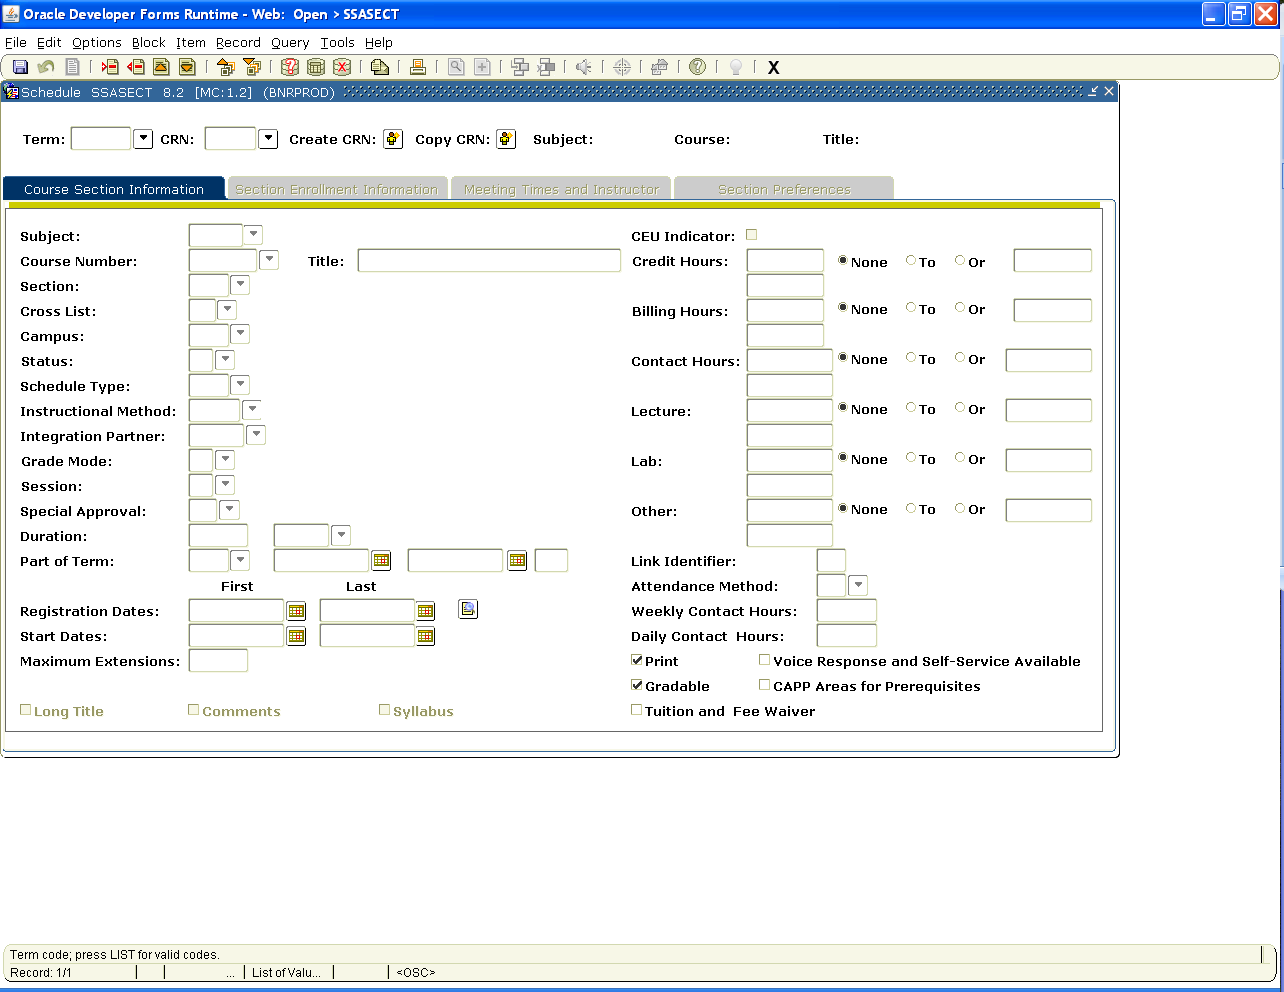 Oracle Developer Forms Runtime - Web:  Open > SSASECT
File Edit Options Block Item Record Query Tools Help
X
Schedule  SSASECT  8.2  [MC:1.2]  (BNRPROD)
Term: CRN: Create CRN: Copy CRN: Subject: Course: Title:
Course Section Information Section Enrollment Information Meeting Times and Instructor Section Preferences
Subject: CEU Indicator:
Course Number: Title: Credit Hours: None To Or
Section:
Cross List: Billing Hours: None To Or
Campus:
Status: Contact Hours: None To Or
Schedule Type:
Instructional Method: Lecture: None To Or
Integration Partner:
Grade Mode: Lab: None To Or
Session:
Special Approval: Other: None To Or
Duration:
Part of Term: Link Identifier:
First Last Attendance Method:
Registration Dates: Weekly Contact Hours:
Start Dates: Daily Contact  Hours:
Maximum Extensions: Print Voice Response and Self-Service Available
Gradable CAPP Areas for Prerequisites
Long Title Comments Syllabus Tuition and  Fee Waiver
Term code; press LIST for valid codes.
Record: 1/1 ... List of Valu... <OSC>